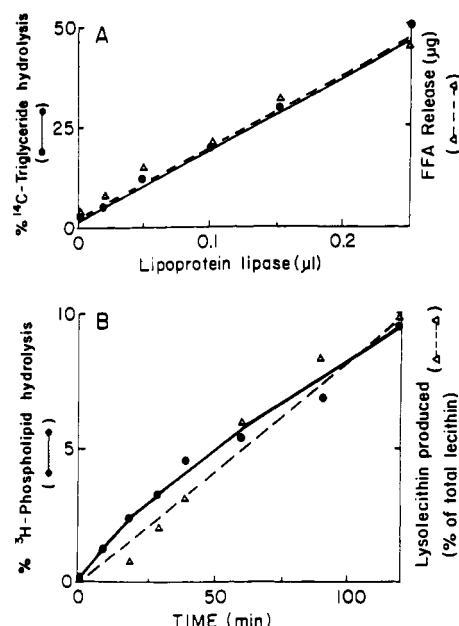 A
50
25
0
% ¹⁴C-Triglyceride hydrolysis
(●——●)
FFA Release (μg)
(△----△)
0 0.1 0.2
Lipoprotein lipase (μl)
B
10
5
0
% ³H-Phospholipid hydrolysis
●——●
Lysolecithin produced (△---△)
(% of total lecithin)
0 50 100
TIME (min)